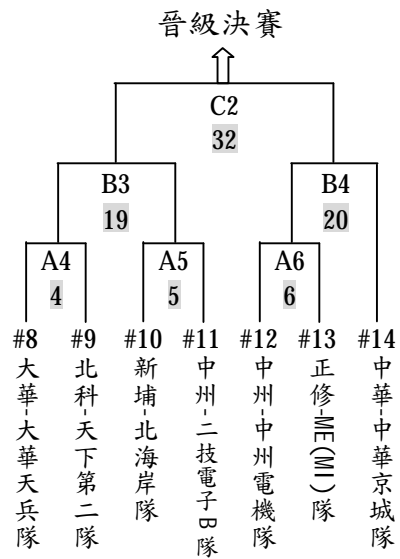 晉級決賽
C2
32
B3
19
B4
20
A4
4
A5
5
A6
6
#8
#9
#10
#11
#12
#13
#14
大華-大華天兵隊
北科-天下第二隊
新埔-北海岸隊
中州-二技電子B隊
中州-中州電機隊
正修-ME(MI)隊
中華-中華京城隊